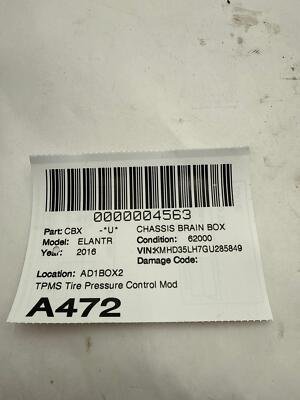 0000004563
Part: CBX -*U* CHASSIS BRAIN BOX
Model: ELANTR Condition: 62000
Year: 2016 VIN:KMHD35LH7GU285849
Damage Code:
Location: AD1BOX2
TPMS Tire Pressure Control Mod
A472